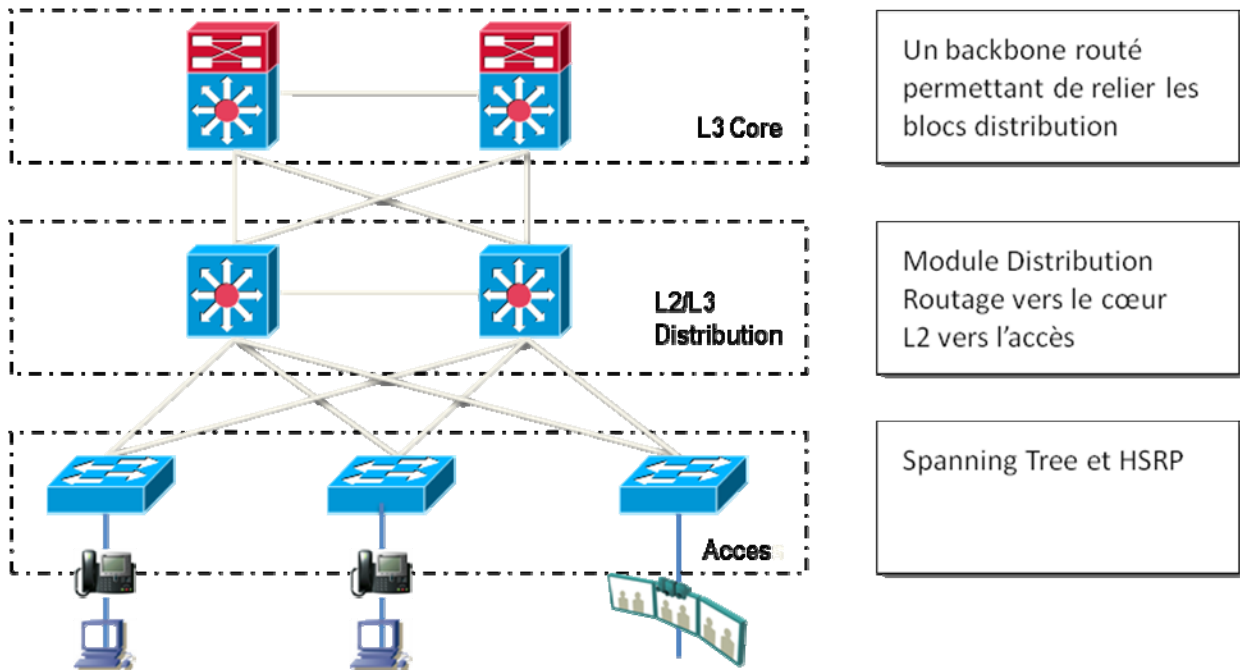 L3 Core
Un backbone routé
permettant de relier les
blocs distribution
L2/L3
Distribution
Module Distribution
Routage vers le cœur
L2 vers l'accès
Acces
Spanning Tree et HSRP